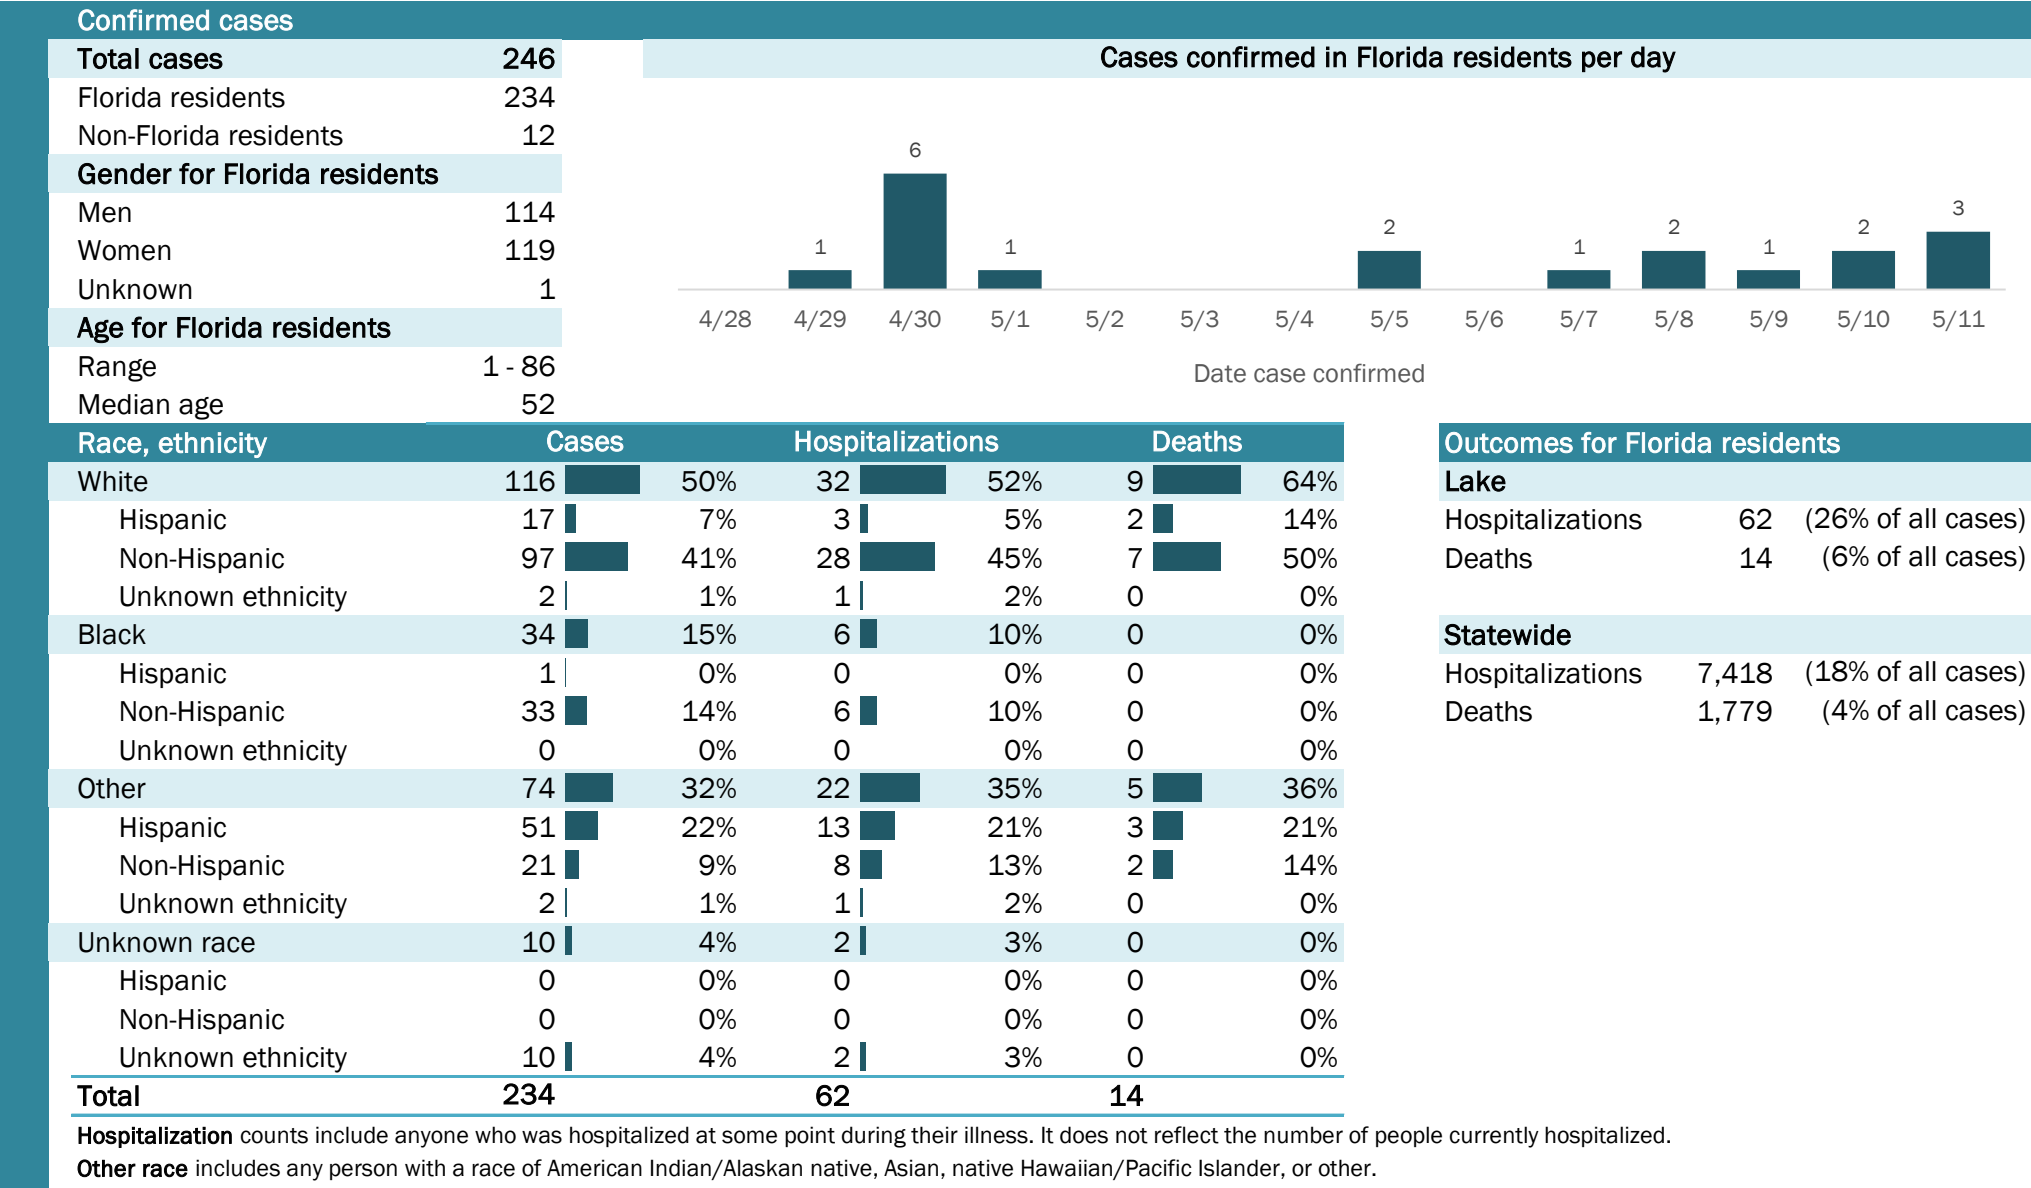 Confirmed cases
Total cases 246
Florida residents 234
Non-Florida residents 12
Gender for Florida residents
Men 114
Women 119
Unknown 1
Age for Florida residents
Range 1 - 86
Median age 52
Cases confirmed in Florida residents per day
1 6 1 2 1 2 1 2 3
4/28 4/29 4/30 5/1 5/2 5/3 5/4 5/5 5/6 5/7 5/8 5/9 5/10 5/11
Date case confirmed
Race, ethnicity Cases Hospitalizations Deaths
White 116 50% 32 52% 9 64%
Hispanic 17 7% 3 5% 2 14%
Non-Hispanic 97 41% 28 45% 7 50%
Unknown ethnicity 2 1% 1 2% 0 0%
Black 34 15% 6 10% 0 0%
Hispanic 1 0% 0 0% 0 0%
Non-Hispanic 33 14% 6 10% 0 0%
Unknown ethnicity 0 0% 0 0% 0 0%
Other 74 32% 22 35% 5 36%
Hispanic 51 22% 13 21% 3 21%
Non-Hispanic 21 9% 8 13% 2 14%
Unknown ethnicity 2 1% 1 2% 0 0%
Unknown race 10 4% 2 3% 0 0%
Hispanic 0 0% 0 0% 0 0%
Non-Hispanic 0 0% 0 0% 0 0%
Unknown ethnicity 10 4% 2 3% 0 0%
Total 234 62 14
Outcomes for Florida residents
Lake
Hospitalizations 62 (26% of all cases)
Deaths 14 (6% of all cases)
Statewide
Hospitalizations 7,418 (18% of all cases)
Deaths 1,779 (4% of all cases)
Hospitalization counts include anyone who was hospitalized at some point during their illness. It does not reflect the number of people currently hospitalized.
Other race includes any person with a race of American Indian/Alaskan native, Asian, native Hawaiian/Pacific Islander, or other.